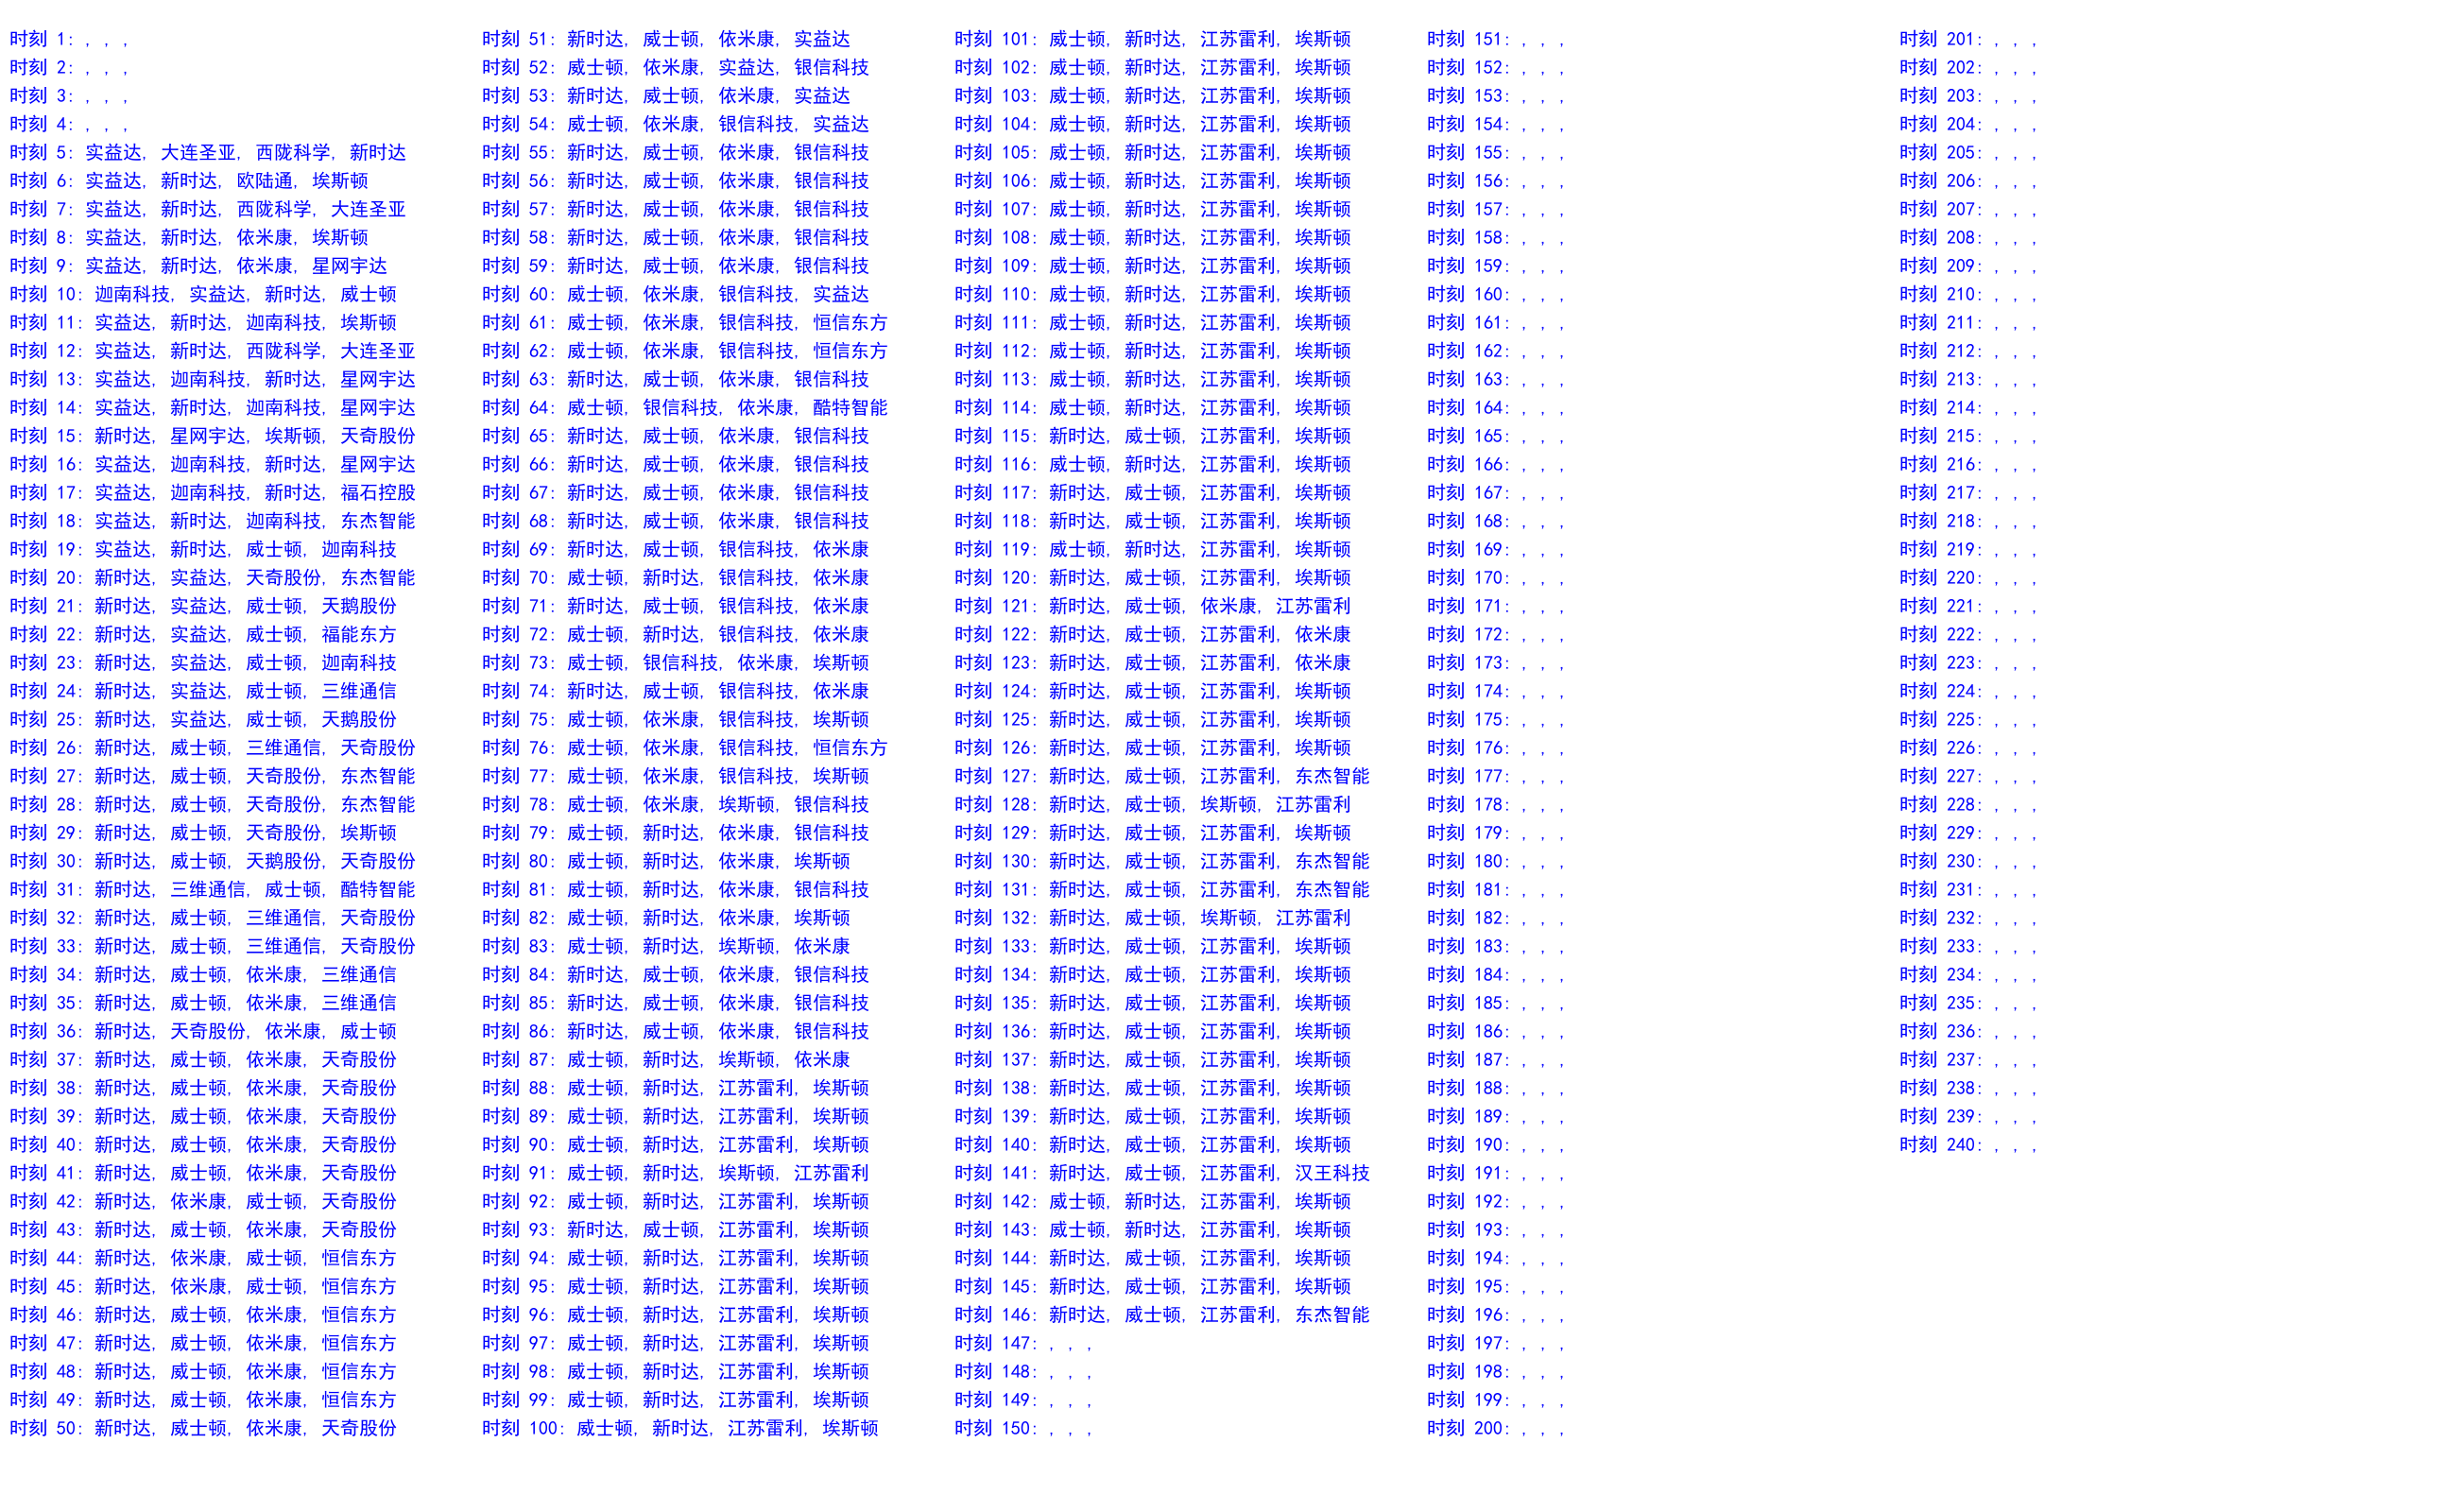 时刻 1: , , ,
时刻 2: , , ,
时刻 3: , , ,
时刻 4: , , ,
时刻 5: 实益达, 大连圣亚, 西陇科学, 新时达
时刻 6: 实益达, 新时达, 欧陆通, 埃斯顿
时刻 7: 实益达, 新时达, 西陇科学, 大连圣亚
时刻 8: 实益达, 新时达, 依米康, 埃斯顿
时刻 9: 实益达, 新时达, 依米康, 星网宇达
时刻 10: 迦南科技, 实益达, 新时达, 威士顿
时刻 11: 实益达, 新时达, 迦南科技, 埃斯顿
时刻 12: 实益达, 新时达, 西陇科学, 大连圣亚
时刻 13: 实益达, 迦南科技, 新时达, 星网宇达
时刻 14: 实益达, 新时达, 迦南科技, 星网宇达
时刻 15: 新时达, 星网宇达, 埃斯顿, 天奇股份
时刻 16: 实益达, 迦南科技, 新时达, 星网宇达
时刻 17: 实益达, 迦南科技, 新时达, 福石控股
时刻 18: 实益达, 新时达, 迦南科技, 东杰智能
时刻 19: 实益达, 新时达, 威士顿, 迦南科技
时刻 20: 新时达, 实益达, 天奇股份, 东杰智能
时刻 21: 新时达, 实益达, 威士顿, 天鹅股份
时刻 22: 新时达, 实益达, 威士顿, 福能东方
时刻 23: 新时达, 实益达, 威士顿, 迦南科技
时刻 24: 新时达, 实益达, 威士顿, 三维通信
时刻 25: 新时达, 实益达, 威士顿, 天鹅股份
时刻 26: 新时达, 威士顿, 三维通信, 天奇股份
时刻 27: 新时达, 威士顿, 天奇股份, 东杰智能
时刻 28: 新时达, 威士顿, 天奇股份, 东杰智能
时刻 29: 新时达, 威士顿, 天奇股份, 埃斯顿
时刻 30: 新时达, 威士顿, 天鹅股份, 天奇股份
时刻 31: 新时达, 三维通信, 威士顿, 酷特智能
时刻 32: 新时达, 威士顿, 三维通信, 天奇股份
时刻 33: 新时达, 威士顿, 三维通信, 天奇股份
时刻 34: 新时达, 威士顿, 依米康, 三维通信
时刻 35: 新时达, 威士顿, 依米康, 三维通信
时刻 36: 新时达, 天奇股份, 依米康, 威士顿
时刻 37: 新时达, 威士顿, 依米康, 天奇股份
时刻 38: 新时达, 威士顿, 依米康, 天奇股份
时刻 39: 新时达, 威士顿, 依米康, 天奇股份
时刻 40: 新时达, 威士顿, 依米康, 天奇股份
时刻 41: 新时达, 威士顿, 依米康, 天奇股份
时刻 42: 新时达, 依米康, 威士顿, 天奇股份
时刻 43: 新时达, 威士顿, 依米康, 天奇股份
时刻 44: 新时达, 依米康, 威士顿, 恒信东方
时刻 45: 新时达, 依米康, 威士顿, 恒信东方
时刻 46: 新时达, 威士顿, 依米康, 恒信东方
时刻 47: 新时达, 威士顿, 依米康, 恒信东方
时刻 48: 新时达, 威士顿, 依米康, 恒信东方
时刻 49: 新时达, 威士顿, 依米康, 恒信东方
时刻 50: 新时达, 威士顿, 依米康, 天奇股份
时刻 51: 新时达, 威士顿, 依米康, 实益达
时刻 52: 威士顿, 依米康, 实益达, 银信科技
时刻 53: 新时达, 威士顿, 依米康, 实益达
时刻 54: 威士顿, 依米康, 银信科技, 实益达
时刻 55: 新时达, 威士顿, 依米康, 银信科技
时刻 56: 新时达, 威士顿, 依米康, 银信科技
时刻 57: 新时达, 威士顿, 依米康, 银信科技
时刻 58: 新时达, 威士顿, 依米康, 银信科技
时刻 59: 新时达, 威士顿, 依米康, 银信科技
时刻 60: 威士顿, 依米康, 银信科技, 实益达
时刻 61: 威士顿, 依米康, 银信科技, 恒信东方
时刻 62: 威士顿, 依米康, 银信科技, 恒信东方
时刻 63: 新时达, 威士顿, 依米康, 银信科技
时刻 64: 威士顿, 银信科技, 依米康, 酷特智能
时刻 65: 新时达, 威士顿, 依米康, 银信科技
时刻 66: 新时达, 威士顿, 依米康, 银信科技
时刻 67: 新时达, 威士顿, 依米康, 银信科技
时刻 68: 新时达, 威士顿, 依米康, 银信科技
时刻 69: 新时达, 威士顿, 银信科技, 依米康
时刻 70: 威士顿, 新时达, 银信科技, 依米康
时刻 71: 新时达, 威士顿, 银信科技, 依米康
时刻 72: 威士顿, 新时达, 银信科技, 依米康
时刻 73: 威士顿, 银信科技, 依米康, 埃斯顿
时刻 74: 新时达, 威士顿, 银信科技, 依米康
时刻 75: 威士顿, 依米康, 银信科技, 埃斯顿
时刻 76: 威士顿, 依米康, 银信科技, 恒信东方
时刻 77: 威士顿, 依米康, 银信科技, 埃斯顿
时刻 78: 威士顿, 依米康, 埃斯顿, 银信科技
时刻 79: 威士顿, 新时达, 依米康, 银信科技
时刻 80: 威士顿, 新时达, 依米康, 埃斯顿
时刻 81: 威士顿, 新时达, 依米康, 银信科技
时刻 82: 威士顿, 新时达, 依米康, 埃斯顿
时刻 83: 威士顿, 新时达, 埃斯顿, 依米康
时刻 84: 新时达, 威士顿, 依米康, 银信科技
时刻 85: 新时达, 威士顿, 依米康, 银信科技
时刻 86: 新时达, 威士顿, 依米康, 银信科技
时刻 87: 威士顿, 新时达, 埃斯顿, 依米康
时刻 88: 威士顿, 新时达, 江苏雷利, 埃斯顿
时刻 89: 威士顿, 新时达, 江苏雷利, 埃斯顿
时刻 90: 威士顿, 新时达, 江苏雷利, 埃斯顿
时刻 91: 威士顿, 新时达, 埃斯顿, 江苏雷利
时刻 92: 威士顿, 新时达, 江苏雷利, 埃斯顿
时刻 93: 新时达, 威士顿, 江苏雷利, 埃斯顿
时刻 94: 威士顿, 新时达, 江苏雷利, 埃斯顿
时刻 95: 威士顿, 新时达, 江苏雷利, 埃斯顿
时刻 96: 威士顿, 新时达, 江苏雷利, 埃斯顿
时刻 97: 威士顿, 新时达, 江苏雷利, 埃斯顿
时刻 98: 威士顿, 新时达, 江苏雷利, 埃斯顿
时刻 99: 威士顿, 新时达, 江苏雷利, 埃斯顿
时刻 100: 威士顿, 新时达, 江苏雷利, 埃斯顿
时刻 101: 威士顿, 新时达, 江苏雷利, 埃斯顿
时刻 102: 威士顿, 新时达, 江苏雷利, 埃斯顿
时刻 103: 威士顿, 新时达, 江苏雷利, 埃斯顿
时刻 104: 威士顿, 新时达, 江苏雷利, 埃斯顿
时刻 105: 威士顿, 新时达, 江苏雷利, 埃斯顿
时刻 106: 威士顿, 新时达, 江苏雷利, 埃斯顿
时刻 107: 威士顿, 新时达, 江苏雷利, 埃斯顿
时刻 108: 威士顿, 新时达, 江苏雷利, 埃斯顿
时刻 109: 威士顿, 新时达, 江苏雷利, 埃斯顿
时刻 110: 威士顿, 新时达, 江苏雷利, 埃斯顿
时刻 111: 威士顿, 新时达, 江苏雷利, 埃斯顿
时刻 112: 威士顿, 新时达, 江苏雷利, 埃斯顿
时刻 113: 威士顿, 新时达, 江苏雷利, 埃斯顿
时刻 114: 威士顿, 新时达, 江苏雷利, 埃斯顿
时刻 115: 新时达, 威士顿, 江苏雷利, 埃斯顿
时刻 116: 威士顿, 新时达, 江苏雷利, 埃斯顿
时刻 117: 新时达, 威士顿, 江苏雷利, 埃斯顿
时刻 118: 新时达, 威士顿, 江苏雷利, 埃斯顿
时刻 119: 威士顿, 新时达, 江苏雷利, 埃斯顿
时刻 120: 新时达, 威士顿, 江苏雷利, 埃斯顿
时刻 121: 新时达, 威士顿, 依米康, 江苏雷利
时刻 122: 新时达, 威士顿, 江苏雷利, 依米康
时刻 123: 新时达, 威士顿, 江苏雷利, 依米康
时刻 124: 新时达, 威士顿, 江苏雷利, 埃斯顿
时刻 125: 新时达, 威士顿, 江苏雷利, 埃斯顿
时刻 126: 新时达, 威士顿, 江苏雷利, 埃斯顿
时刻 127: 新时达, 威士顿, 江苏雷利, 东杰智能
时刻 128: 新时达, 威士顿, 埃斯顿, 江苏雷利
时刻 129: 新时达, 威士顿, 江苏雷利, 埃斯顿
时刻 130: 新时达, 威士顿, 江苏雷利, 东杰智能
时刻 131: 新时达, 威士顿, 江苏雷利, 东杰智能
时刻 132: 新时达, 威士顿, 埃斯顿, 江苏雷利
时刻 133: 新时达, 威士顿, 江苏雷利, 埃斯顿
时刻 134: 新时达, 威士顿, 江苏雷利, 埃斯顿
时刻 135: 新时达, 威士顿, 江苏雷利, 埃斯顿
时刻 136: 新时达, 威士顿, 江苏雷利, 埃斯顿
时刻 137: 新时达, 威士顿, 江苏雷利, 埃斯顿
时刻 138: 新时达, 威士顿, 江苏雷利, 埃斯顿
时刻 139: 新时达, 威士顿, 江苏雷利, 埃斯顿
时刻 140: 新时达, 威士顿, 江苏雷利, 埃斯顿
时刻 141: 新时达, 威士顿, 江苏雷利, 汉王科技
时刻 142: 威士顿, 新时达, 江苏雷利, 埃斯顿
时刻 143: 威士顿, 新时达, 江苏雷利, 埃斯顿
时刻 144: 新时达, 威士顿, 江苏雷利, 埃斯顿
时刻 145: 新时达, 威士顿, 江苏雷利, 埃斯顿
时刻 146: 新时达, 威士顿, 江苏雷利, 东杰智能
时刻 147: , , ,
时刻 148: , , ,
时刻 149: , , ,
时刻 150: , , ,
时刻 151: , , ,
时刻 152: , , ,
时刻 153: , , ,
时刻 154: , , ,
时刻 155: , , ,
时刻 156: , , ,
时刻 157: , , ,
时刻 158: , , ,
时刻 159: , , ,
时刻 160: , , ,
时刻 161: , , ,
时刻 162: , , ,
时刻 163: , , ,
时刻 164: , , ,
时刻 165: , , ,
时刻 166: , , ,
时刻 167: , , ,
时刻 168: , , ,
时刻 169: , , ,
时刻 170: , , ,
时刻 171: , , ,
时刻 172: , , ,
时刻 173: , , ,
时刻 174: , , ,
时刻 175: , , ,
时刻 176: , , ,
时刻 177: , , ,
时刻 178: , , ,
时刻 179: , , ,
时刻 180: , , ,
时刻 181: , , ,
时刻 182: , , ,
时刻 183: , , ,
时刻 184: , , ,
时刻 185: , , ,
时刻 186: , , ,
时刻 187: , , ,
时刻 188: , , ,
时刻 189: , , ,
时刻 190: , , ,
时刻 191: , , ,
时刻 192: , , ,
时刻 193: , , ,
时刻 194: , , ,
时刻 195: , , ,
时刻 196: , , ,
时刻 197: , , ,
时刻 198: , , ,
时刻 199: , , ,
时刻 200: , , ,
时刻 201: , , ,
时刻 202: , , ,
时刻 203: , , ,
时刻 204: , , ,
时刻 205: , , ,
时刻 206: , , ,
时刻 207: , , ,
时刻 208: , , ,
时刻 209: , , ,
时刻 210: , , ,
时刻 211: , , ,
时刻 212: , , ,
时刻 213: , , ,
时刻 214: , , ,
时刻 215: , , ,
时刻 216: , , ,
时刻 217: , , ,
时刻 218: , , ,
时刻 219: , , ,
时刻 220: , , ,
时刻 221: , , ,
时刻 222: , , ,
时刻 223: , , ,
时刻 224: , , ,
时刻 225: , , ,
时刻 226: , , ,
时刻 227: , , ,
时刻 228: , , ,
时刻 229: , , ,
时刻 230: , , ,
时刻 231: , , ,
时刻 232: , , ,
时刻 233: , , ,
时刻 234: , , ,
时刻 235: , , ,
时刻 236: , , ,
时刻 237: , , ,
时刻 238: , , ,
时刻 239: , , ,
时刻 240: , , ,